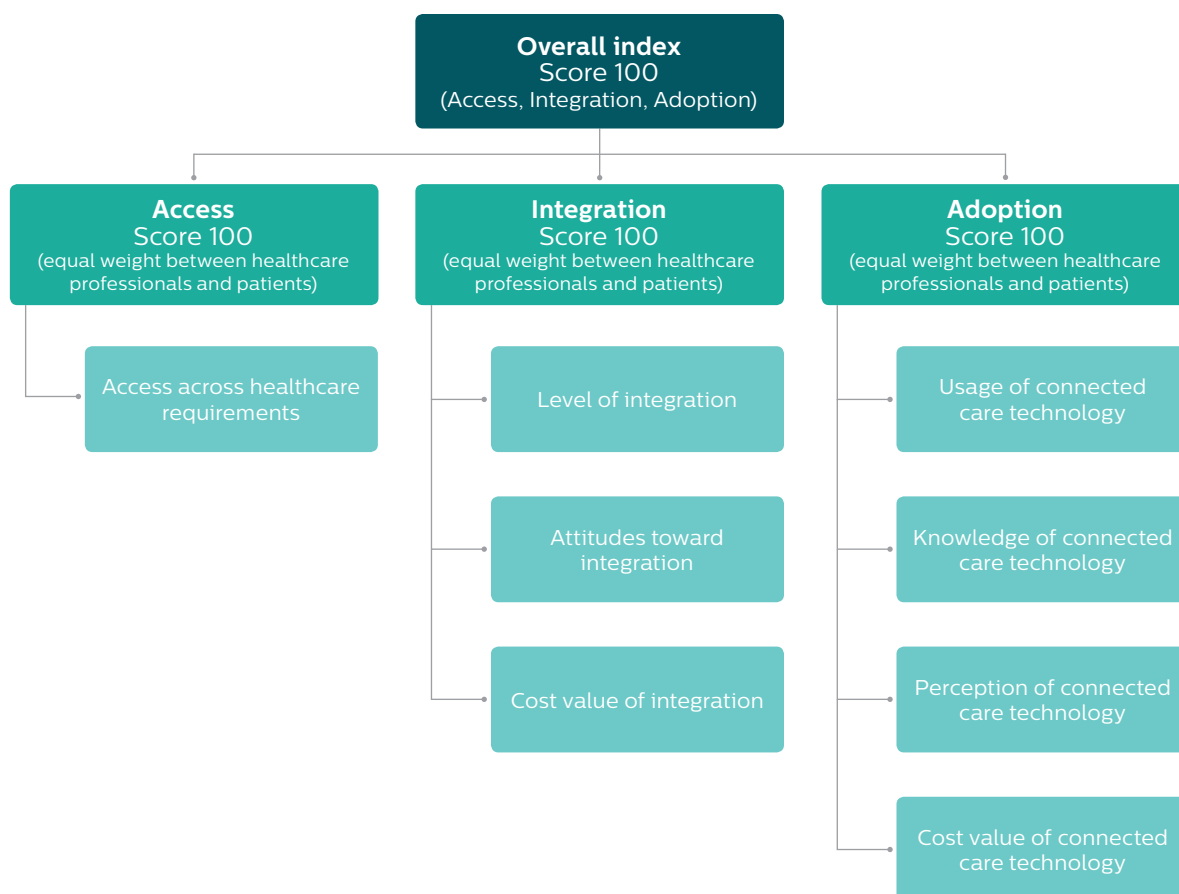 Overall index
Score 100
(Access, Integration, Adoption)
Access
Score 100
(equal weight between healthcare
professionals and patients)
Access across healthcare
requirements
Integration
Score 100
(equal weight between healthcare
professionals and patients)
Level of integration
Attitudes toward
integration
Cost value of integration
Adoption
Score 100
(equal weight between healthcare
professionals and patients)
Usage of connected
care technology
Knowledge of connected
care technology
Perception of connected
care technology
Cost value of connected
care technology